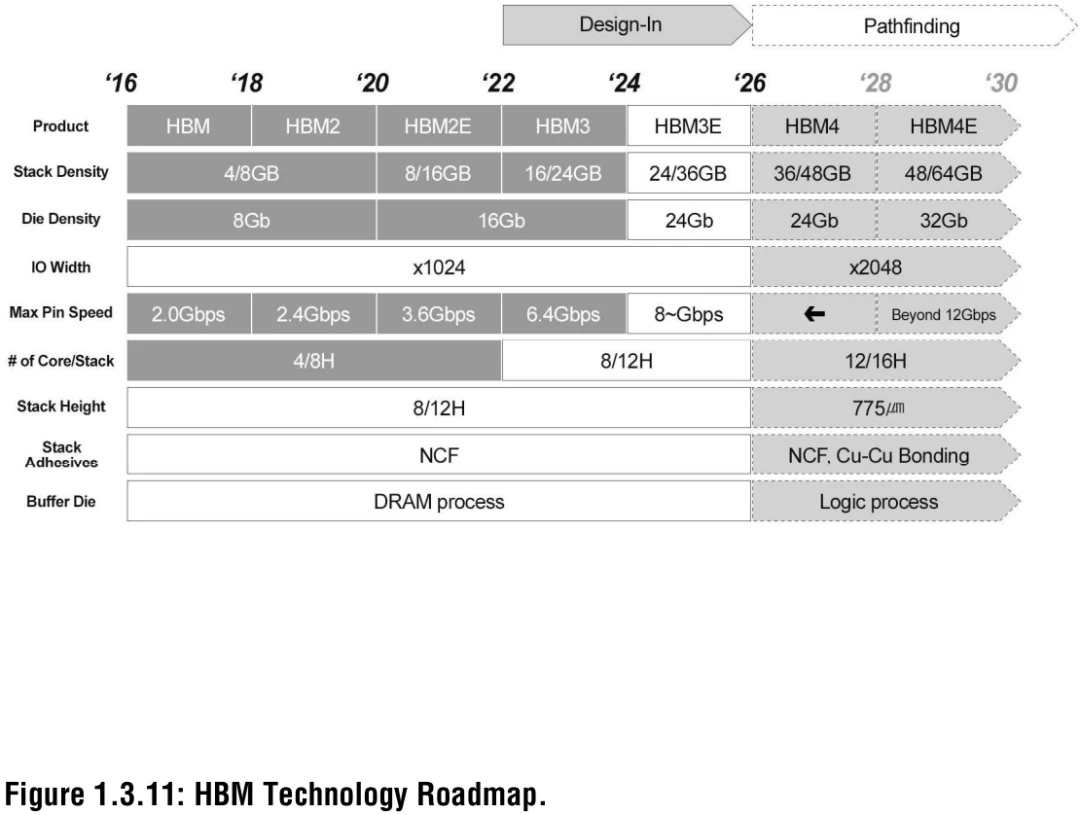 Design-In Pathfinding
‘16 ‘18 ‘20 ‘22 ‘24 ‘26 ‘28 ‘30
Product HBM HBM2 HBM2E HBM3 HBM3E HBM4 HBM4E
Stack Density 4/8GB 8/16GB 16/24GB 24/36GB 36/48GB 48/64GB
Die Density 8Gb 16Gb 24Gb 24Gb 32Gb
IO Width x1024 x2048
Max Pin Speed 2.0Gbps 2.4Gbps 3.6Gbps 6.4Gbps 8~Gbps ← Beyond 12Gbps
# of Core/Stack 4/8H 8/12H 12/16H
Stack Height 8/12H 775㎛
Stack
Adhesives NCF NCF, Cu-Cu Bonding
Buffer Die DRAM process Logic process
Figure 1.3.11: HBM Technology Roadmap.